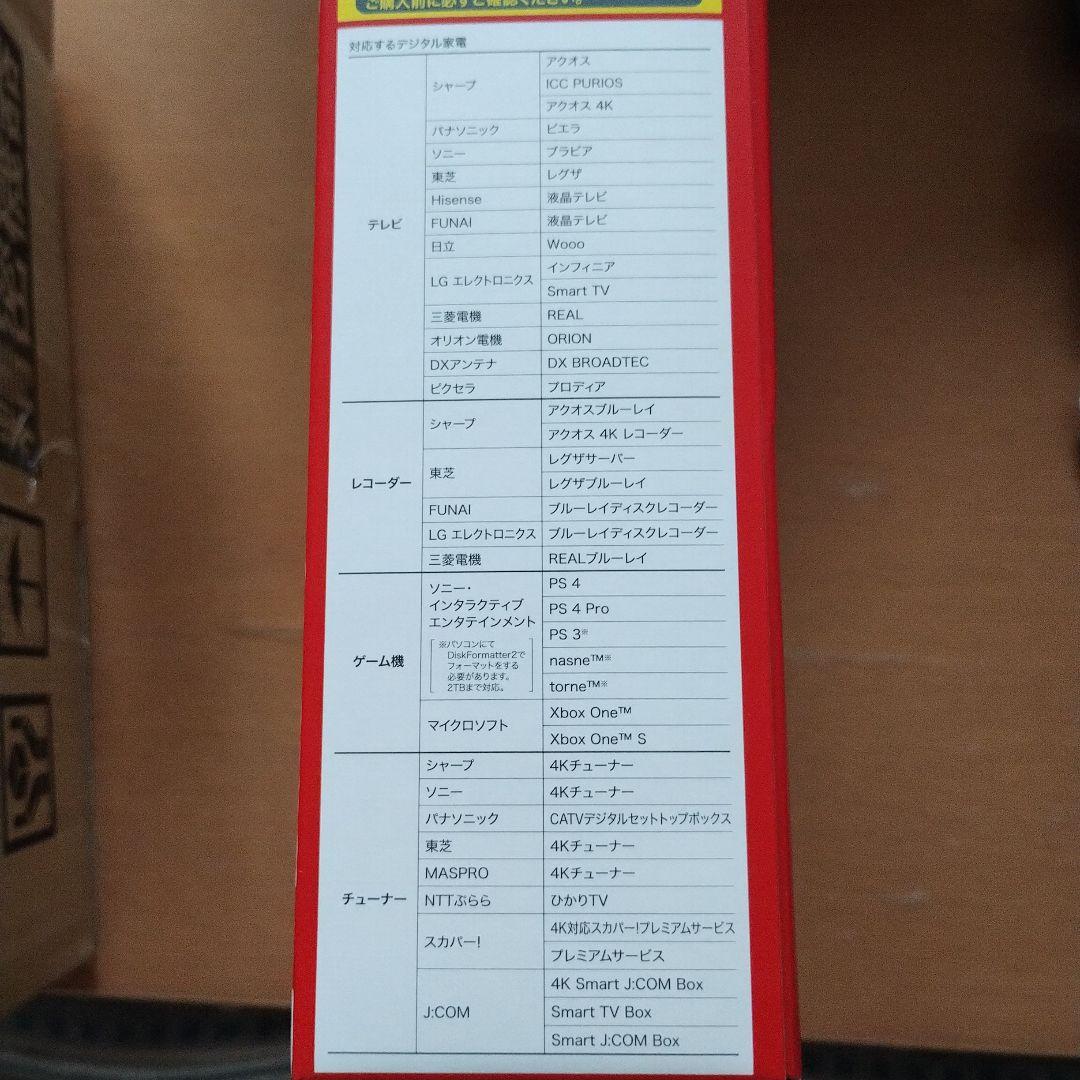 ご購入前に必ずご確認ください。
対応するデジタル家電
テレビ
シャープ
アクオス
ICC PURIOS
アクオス 4K
パナソニック ビエラ
ソニー ブラビア
東芝 レグザ
Hisense 液晶テレビ
FUNAI 液晶テレビ
日立 Wooo
LG エレクトロニクス
インフィニア
Smart TV
三菱電機 REAL
オリオン電機 ORION
DXアンテナ DX BROADTEC
ピクセラ プロディア
レコーダー
シャープ
アクオスブルーレイ
アクオス 4K レコーダー
東芝
レグザサーバー
レグザブルーレイ
FUNAI ブルーレイディスクレコーダー
LG エレクトロニクス ブルーレイディスクレコーダー
三菱電機 REALブルーレイ
ゲーム機
ソニー・
インタラクティブ
エンタテインメント
※パソコンにて
DiskFormatter2で
フォーマットをする
必要があります。
2TBまで対応。
PS 4
PS 4 Pro
PS 3※
nasne™※
torne™※
マイクロソフト
Xbox One™
Xbox One™ S
チューナー
シャープ 4Kチューナー
ソニー 4Kチューナー
パナソニック CATVデジタルセットトップボックス
東芝 4Kチューナー
MASPRO 4Kチューナー
NTTぷらら ひかりTV
スカパー!
4K対応スカパー!プレミアムサービス
プレミアムサービス
J:COM
4K Smart J:COM Box
Smart TV Box
Smart J:COM Box